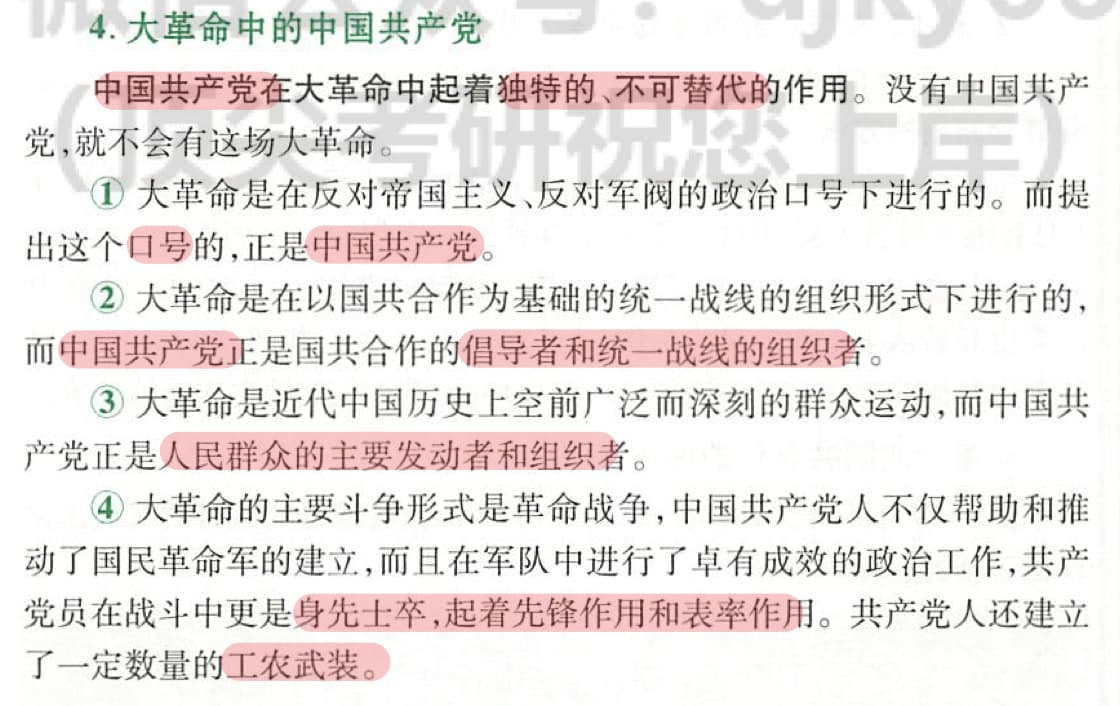 4. 大革命中的中国共产党
中国共产党在大革命中起着独特的、不可替代的作用。没有中国共产
党,就不会有这场大革命。
(顶尖考研祝您上岸)
① 大革命是在反对帝国主义、反对军阀的政治口号下进行的。而提
出这个口号的,正是中国共产党。
② 大革命是在以国共合作为基础的统一战线的组织形式下进行的,
而中国共产党正是国共合作的倡导者和统一战线的组织者。
③ 大革命是近代中国历史上空前广泛而深刻的群众运动,而中国共
产党正是人民群众的主要发动者和组织者。
④ 大革命的主要斗争形式是革命战争,中国共产党人不仅帮助和推
动了国民革命军的建立,而且在军队中进行了卓有成效的政治工作,共产
党员在战斗中更是身先士卒,起着先锋作用和表率作用。共产党人还建立
了一定数量的工农武装。